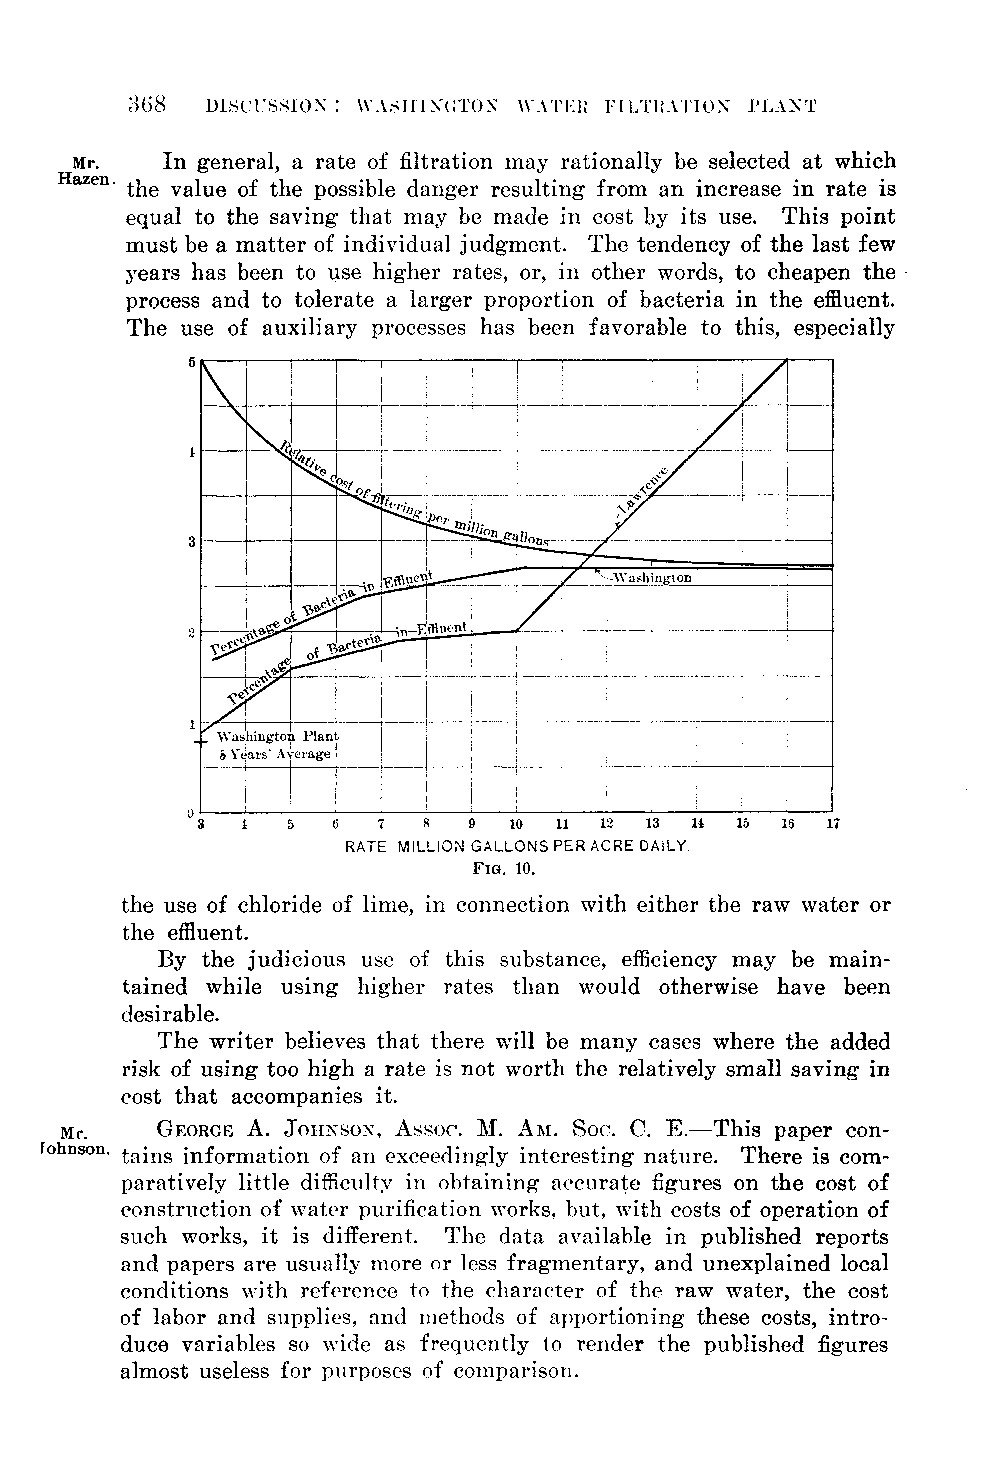 368 DISCUSSION: WASHINGTON WATER FILTRATION PLANT
Mr. Hazen.
In general, a rate of filtration may rationally be selected at which
the value of the possible danger resulting from an increase in rate is
equal to the saving that may be made in cost by its use. This point
must be a matter of individual judgment. The tendency of the last few
years has been to use higher rates, or, in other words, to cheapen the
process and to tolerate a larger proportion of bacteria in the effluent.
The use of auxiliary processes has been favorable to this, especially
5
4
3
2
1
0
Relative cost of filtering per million gallons
Lawrence
Washington
Percentage of Bacteria in Effluent
Percentage of Bacteria in Effluent
Washington Plant
5 Years' Average
3 4 5 6 7 8 9 10 11 12 13 14 15 16 17
RATE MILLION GALLONS PER ACRE DAILY.
FIG. 10.
the use of chloride of lime, in connection with either the raw water or
the effluent.
By the judicious use of this substance, efficiency may be main-
tained while using higher rates than would otherwise have been
desirable.
The writer believes that there will be many cases where the added
risk of using too high a rate is not worth the relatively small saving in
cost that accompanies it.
Mr. Johnson.
GEORGE A. JOHNSON, ASSOC. M. AM. SOC. C. E.—This paper con-
tains information of an exceedingly interesting nature. There is com-
paratively little difficulty in obtaining accurate figures on the cost of
construction of water purification works, but, with costs of operation of
such works, it is different. The data available in published reports
and papers are usually more or less fragmentary, and unexplained local
conditions with reference to the character of the raw water, the cost
of labor and supplies, and methods of apportioning these costs, intro-
duce variables so wide as frequently to render the published figures
almost useless for purposes of comparison.